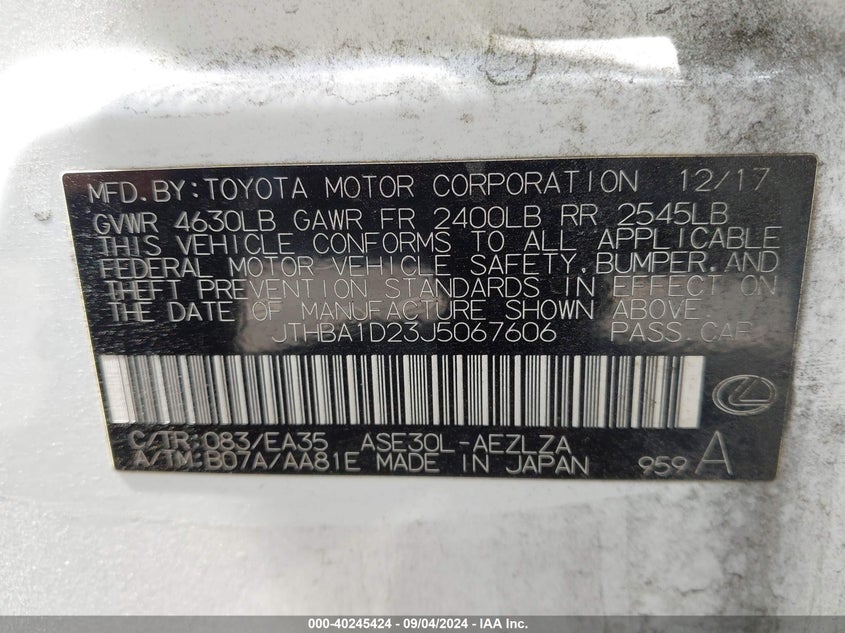 MFD.BY:TOYOTA MOTOR CORPORATION 12/17
GVWR 4630LB GAWR FR 2400LB RR 2545LB
THIS VEHICLE CONFORMS TO ALL APPLICABLE
FEDERAL MOTOR VEHICLE SAFETY, BUMPER, AND
THEFT PREVENTION STANDARDS IN EFFECT ON
THE DATE OF MANUFACTURE SHOWN ABOVE.
JTHBA1D23J5067606 PASS CAR
C/TR:083/EA35 ASE30L-AEZLZA
A/TM:B07A/AA81E MADE IN JAPAN 959 A
000-40245424 - 09/04/2024 - IAA Inc.